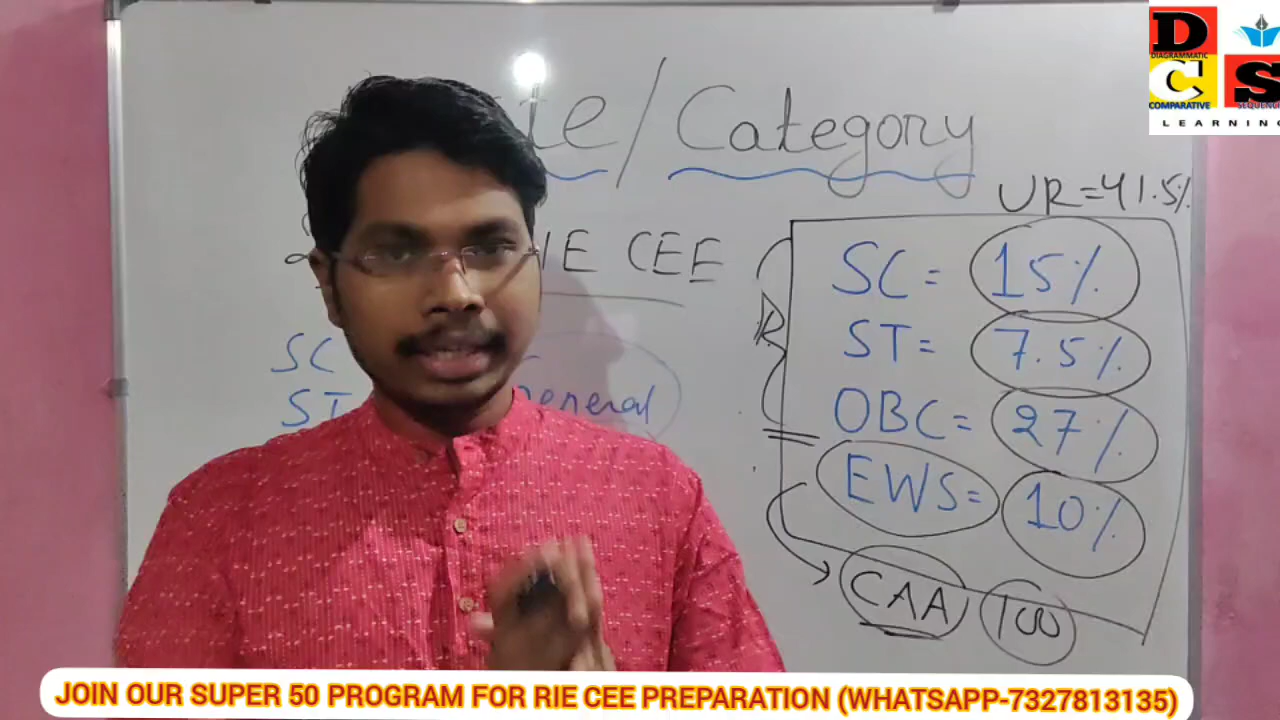 D
DIAGRAMMATIC
C S
COMPARATIVE
LEARNING
/Category
UR=41.5%
IE CEE
SC = 15%
ST = 7.5%
OBC = 27%
EWS = 10%
R
SC
ST
CAA 100
JOIN OUR SUPER 50 PROGRAM FOR RIE CEE PREPARATION (WHATSAPP-7327813135)